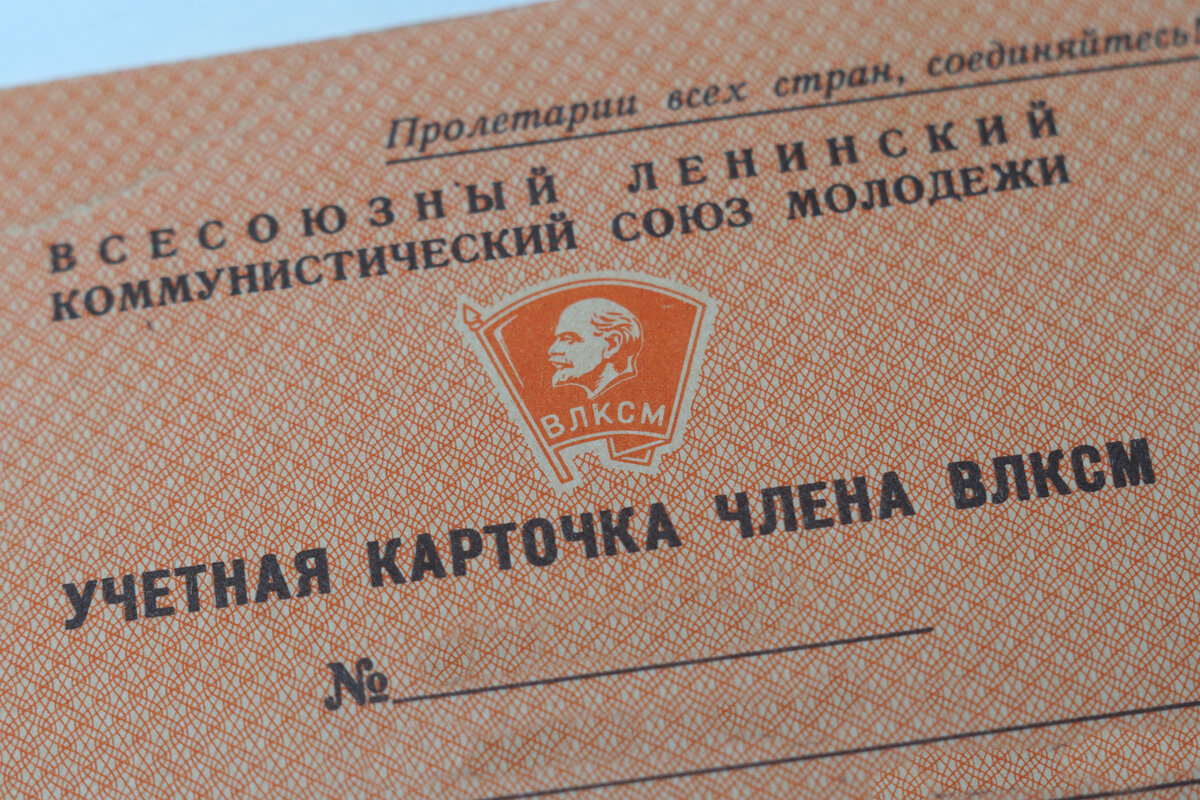 Пролетарии всех стран, соединяйтесь!
ВСЕСОЮЗНЫЙ ЛЕНИНСКИЙ
КОММУНИСТИЧЕСКИЙ СОЮЗ МОЛОДЕЖИ
ВЛКСМ
УЧЕТНАЯ КАРТОЧКА ЧЛЕНА ВЛКСМ
№